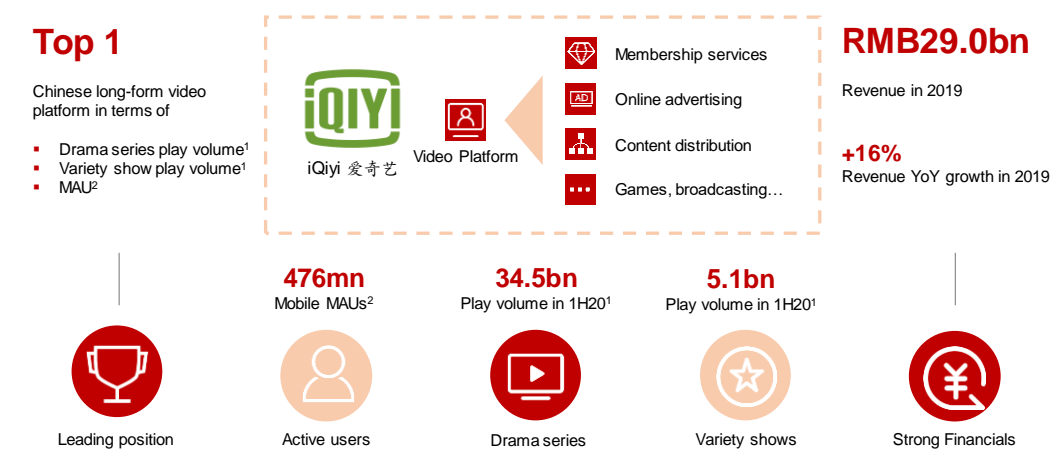 Top 1
Chinese long-form video
platform in terms of
▪ Drama series play volume¹
▪ Variety show play volume¹
▪ MAU²
iQIYI
iQiyi 爱奇艺
Video Platform
Membership services
AD
Online advertising
Content distribution
Games, broadcasting…
RMB29.0bn
Revenue in 2019
+16%
Revenue YoY growth in 2019
476mn
Mobile MAUs²
34.5bn
Play volume in 1H20¹
5.1bn
Play volume in 1H20¹
¥
Leading position
Active users
Drama series
Variety shows
Strong Financials